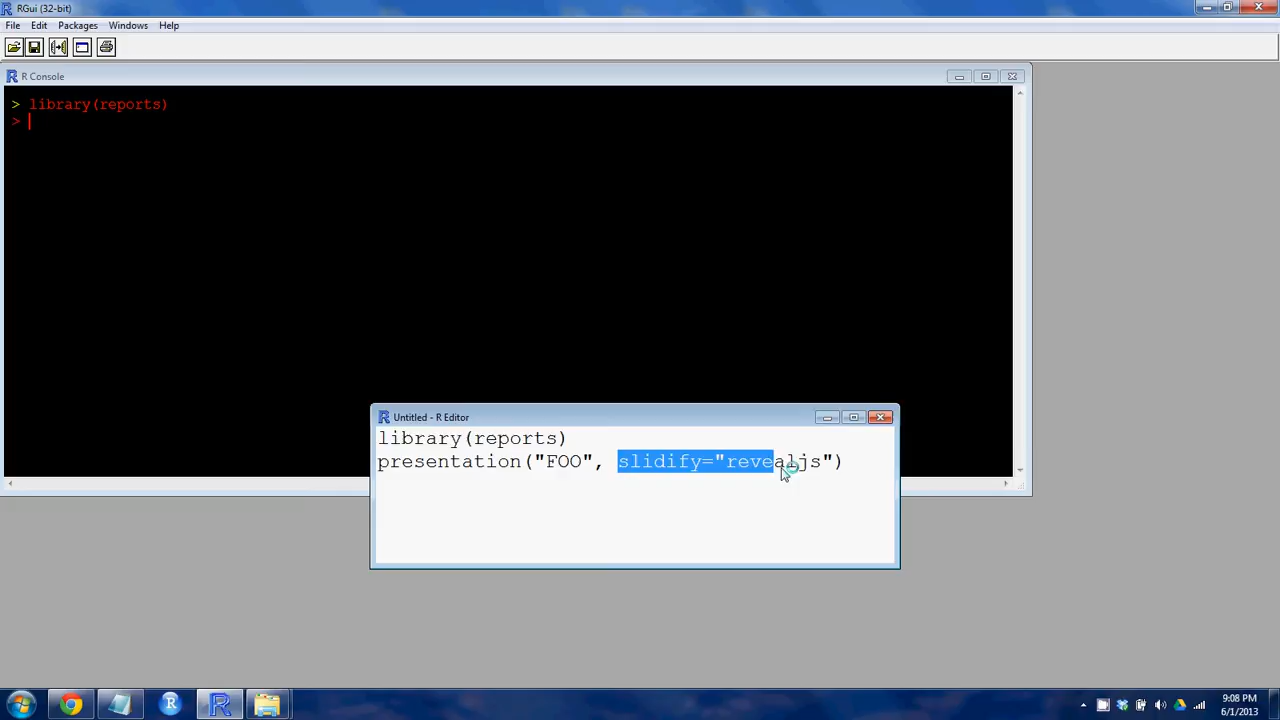 RGui (32-bit)
File Edit Packages Windows Help
R Console
> library(reports)
>
Untitled - R Editor
library(reports)
presentation("FOO", slidify="revealjs")
9:08 PM
6/1/2013